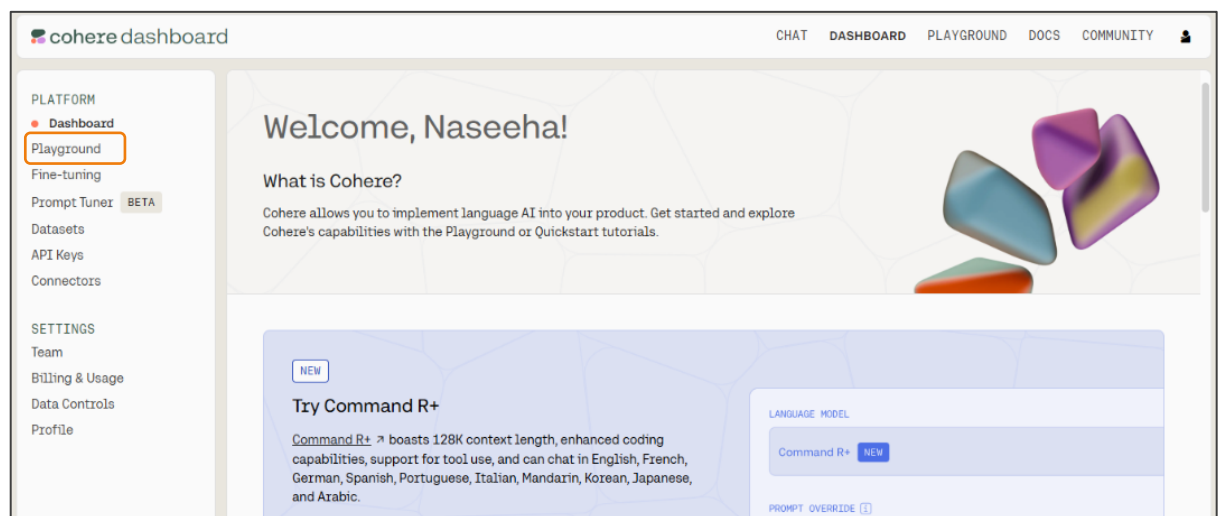 cohere dashboard
CHAT DASHBOARD PLAYGROUND DOCS COMMUNITY
PLATFORM
Dashboard
Playground
Fine-tuning
Prompt Tuner BETA
Datasets
API Keys
Connectors
SETTINGS
Team
Billing & Usage
Data Controls
Profile
Welcome, Naseeha!
What is Cohere?
Cohere allows you to implement language AI into your product. Get started and explore
Cohere's capabilities with the Playground or Quickstart tutorials.
NEW
Try Command R+
Command R+ ↗ boasts 128K context length, enhanced coding
capabilities, support for tool use, and can chat in English, French,
German, Spanish, Portuguese, Italian, Mandarin, Korean, Japanese,
and Arabic.
LANGUAGE MODEL
Command R+ NEW
PROMPT OVERRIDE i